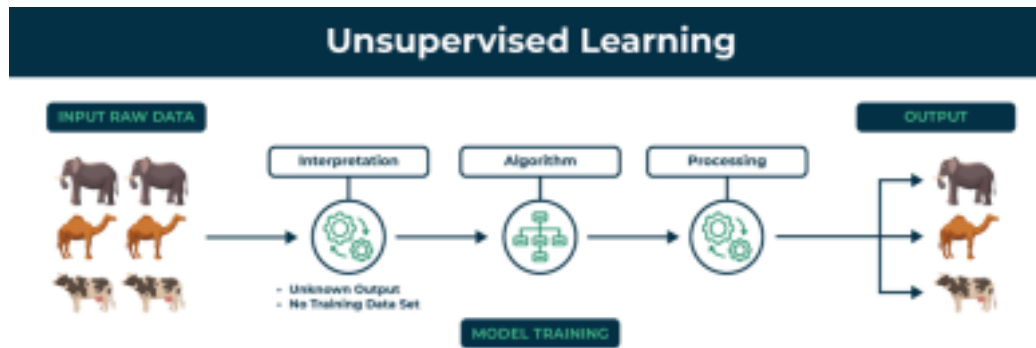 Unsupervised Learning
INPUT RAW DATA
OUTPUT
Interpretation
Algorithm
Processing
- Unknown Output
- No Training Data Set
MODEL TRAINING